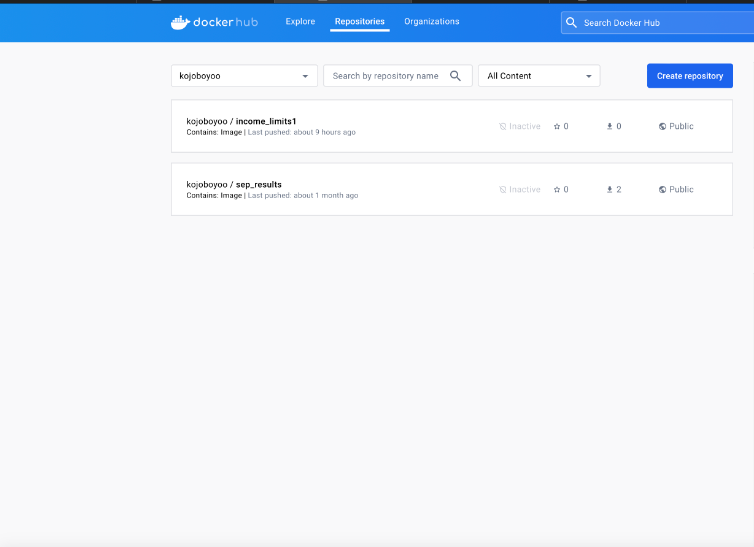 docker hub Explore Repositories Organizations Search Docker Hub
kojoboyoo Search by repository name All Content Create repository
kojoboyoo / income_limits1
Contains: Image | Last pushed: about 9 hours ago
Inactive 0 0 Public
kojoboyoo / sep_results
Contains: Image | Last pushed: about 1 month ago
Inactive 0 2 Public